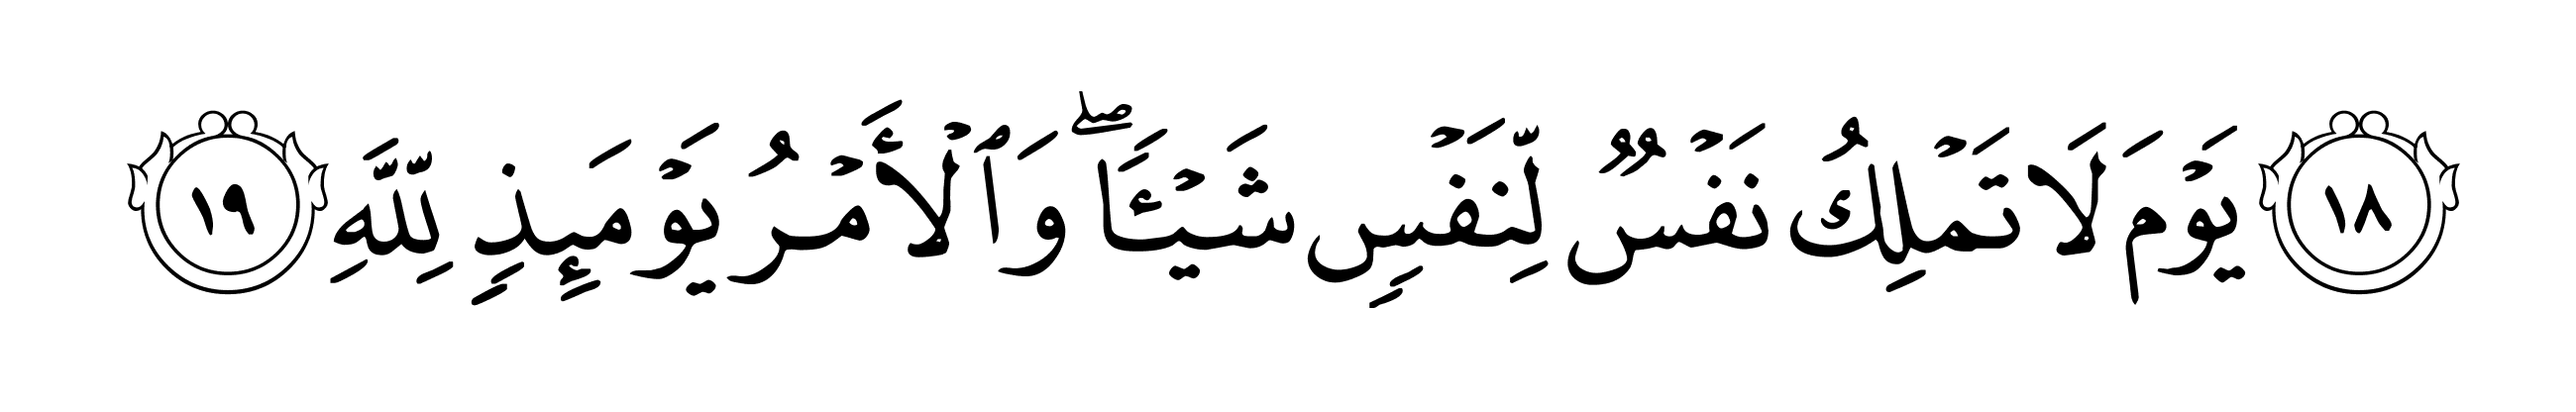 ۝١٨ يَوۡمَ لَا تَمۡلِكُ نَفۡسٌ لِّنَفۡسٍ شَيۡـًٔاۖ وَٱلۡأَمۡرُ يَوۡمَئِذٍ لِّلَّهِ ۝١٩